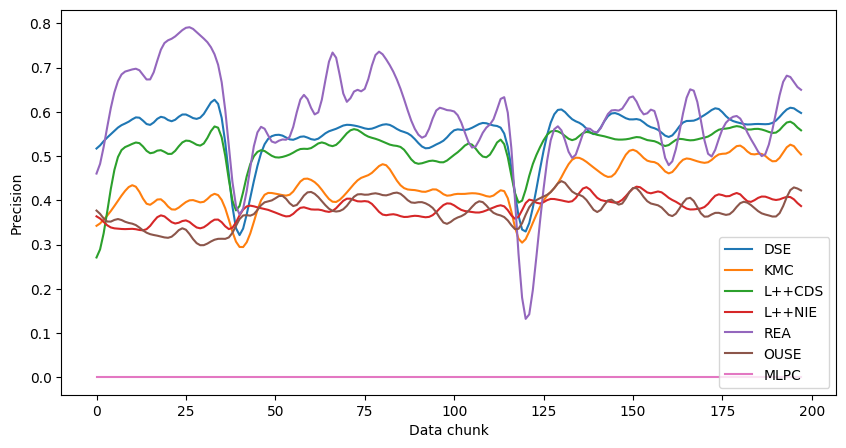 0.8
0.7
0.6
0.5
0.4
0.3
0.2
0.1
0.0
Precision
0 25 50 75 100 125 150 175 200
Data chunk
DSE
KMC
L++CDS
L++NIE
REA
OUSE
MLPC